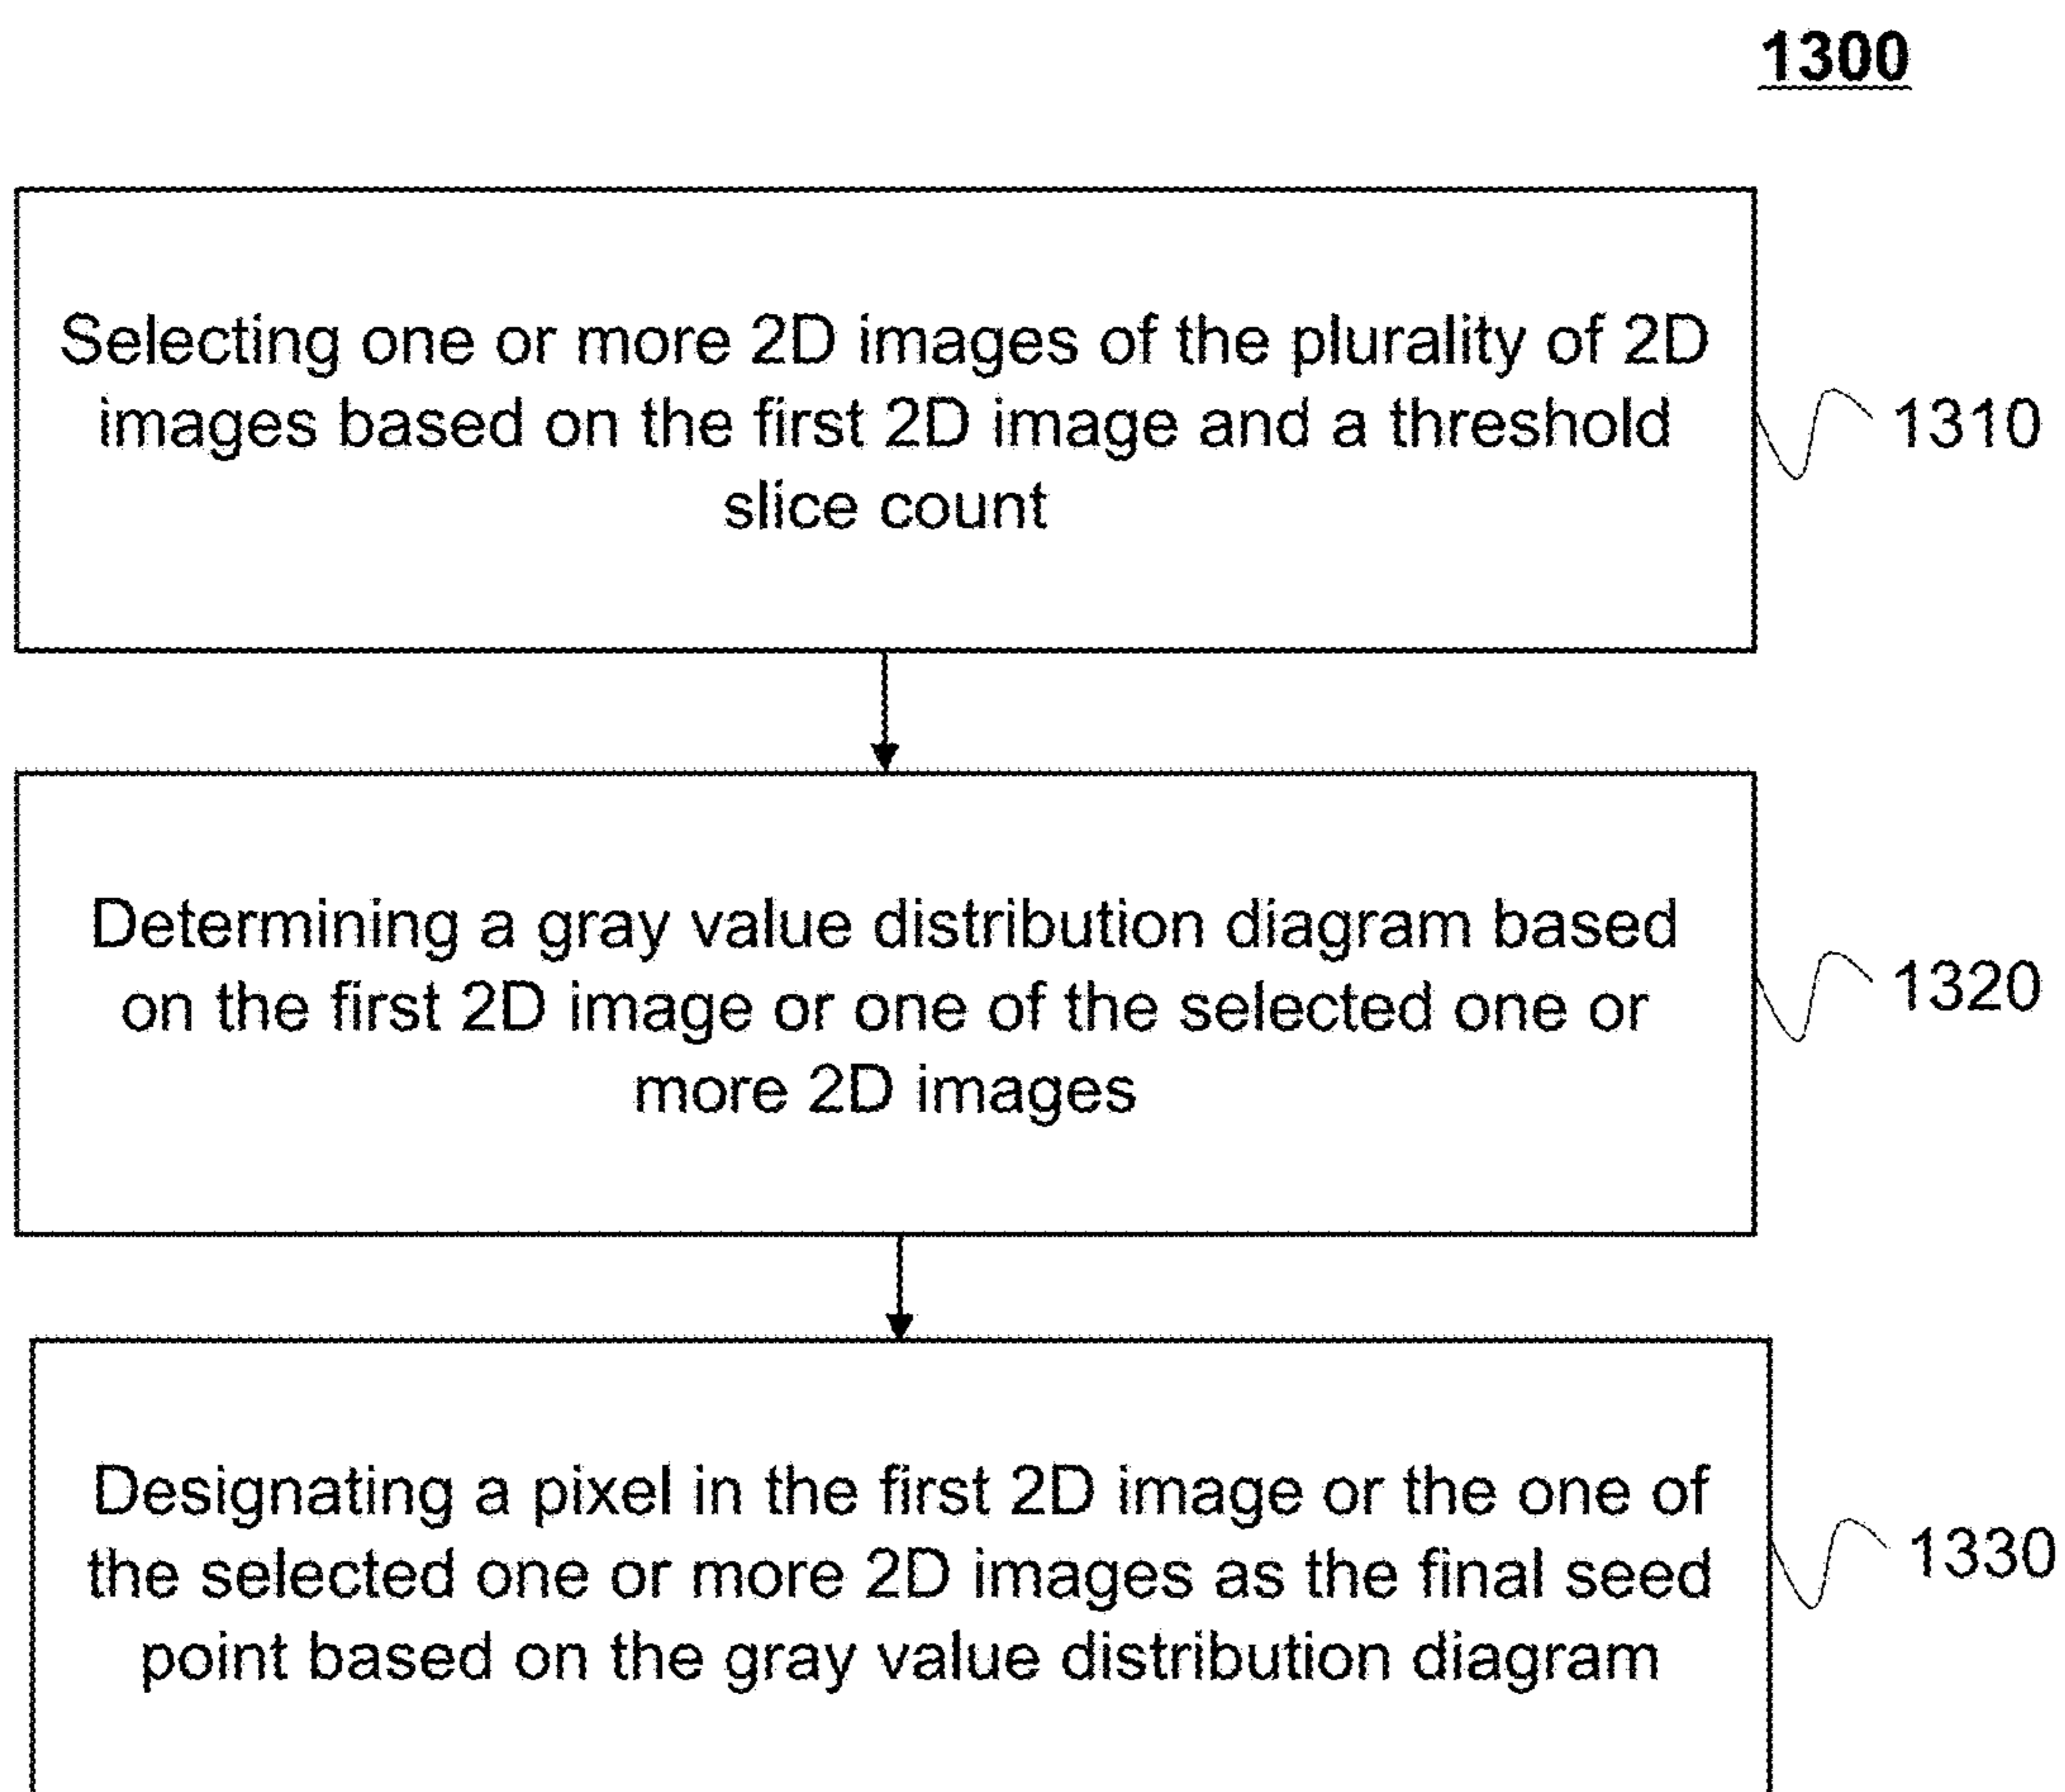 1300
Selecting one or more 2D images of the plurality of 2D
images based on the first 2D image and a threshold
slice count
1310
Determining a gray value distribution diagram based
on the first 2D image or one of the selected one or
more 2D images
1320
Designating a pixel in the first 2D image or the one of
the selected one or more 2D images as the final seed
point based on the gray value distribution diagram
1330